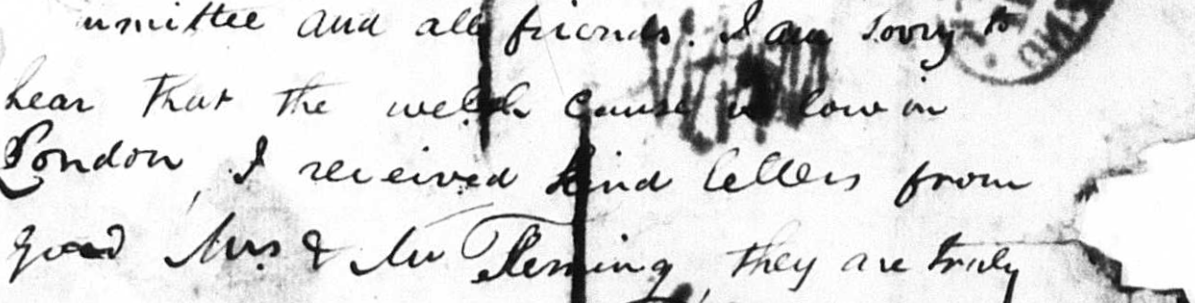 ummittee and all friends. I am sorry to
hear that the welsh cause is low in
London, I received kind letters from
good Mrs & Mr Fleming, they are truly